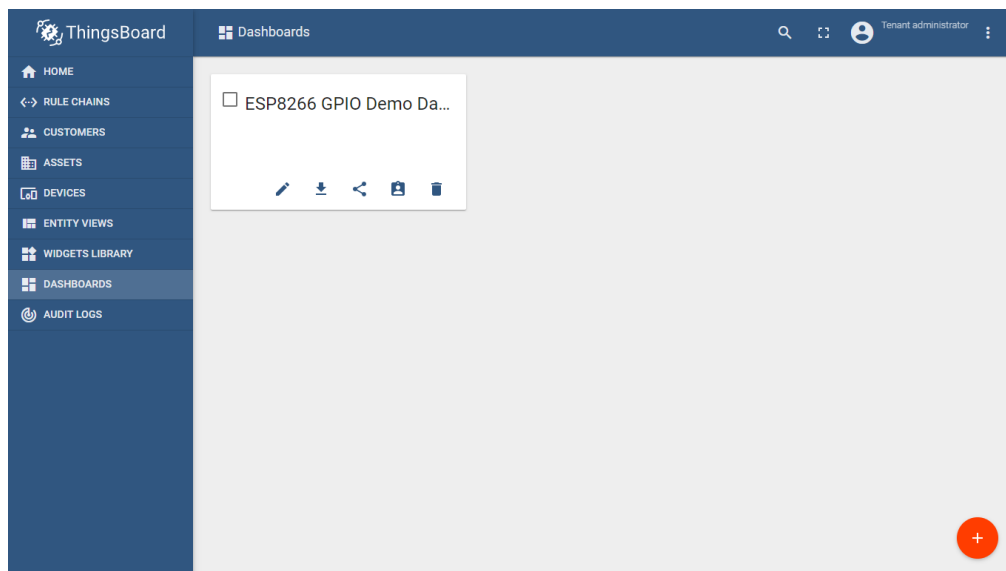 ThingsBoard
Dashboards
Tenant administrator
HOME
RULE CHAINS
CUSTOMERS
ASSETS
DEVICES
ENTITY VIEWS
WIDGETS LIBRARY
DASHBOARDS
AUDIT LOGS
ESP8266 GPIO Demo Da...